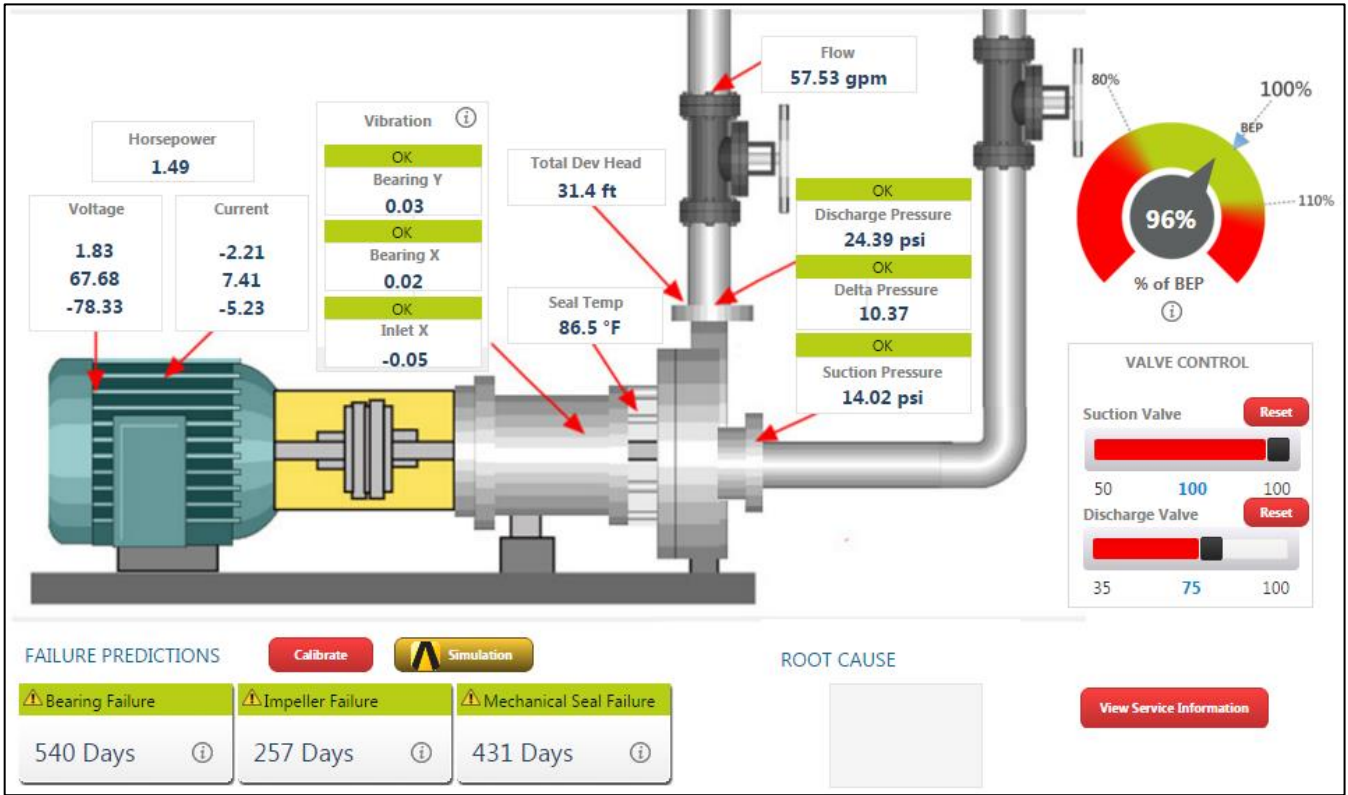 Flow
57.53 gpm
80%
100%
BEP
110%
96%
% of BEP
Horsepower
1.49
Vibration
OK
Bearing Y
0.03
OK
Bearing X
0.02
OK
Inlet X
-0.05
Total Dev Head
31.4 ft
OK
Discharge Pressure
24.39 psi
OK
Delta Pressure
10.37
OK
Suction Pressure
14.02 psi
Voltage
1.83
67.68
-78.33
Current
-2.21
7.41
-5.23
Seal Temp
86.5 °F
VALVE CONTROL
Suction Valve
Reset
50 100 100
Discharge Valve
Reset
35 75 100
FAILURE PREDICTIONS
Calibrate
Simulation
ROOT CAUSE
Bearing Failure
540 Days
Impeller Failure
257 Days
Mechanical Seal Failure
431 Days
View Service Information